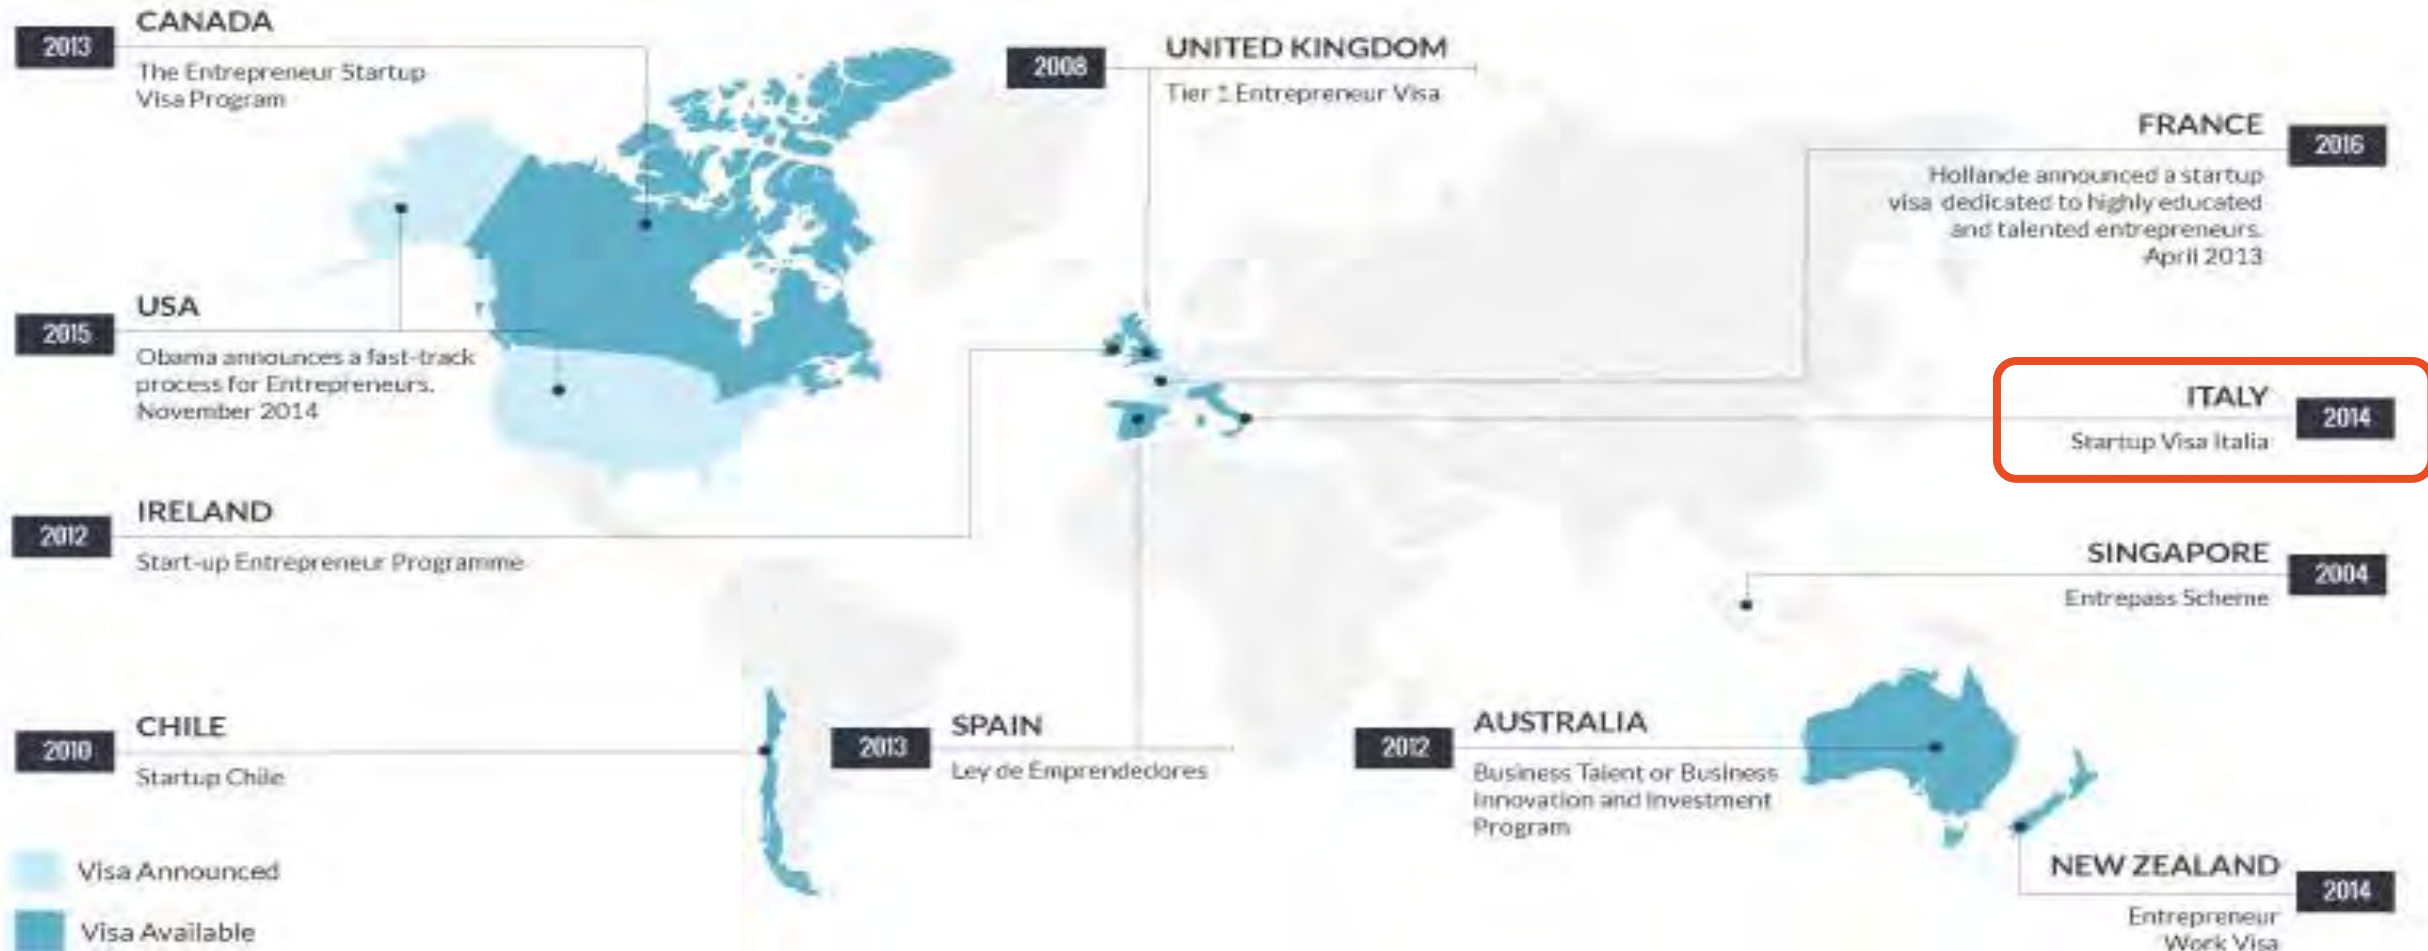 2013
CANADA
The Entrepreneur Startup
Visa Program
2008
UNITED KINGDOM
Tier 1 Entrepreneur Visa
FRANCE
2016
Hollande announced a startup
visa dedicated to highly educated
and talented entrepreneurs.
April 2013
2015
USA
Obama announces a fast-track
process for Entrepreneurs.
November 2014
ITALY
2014
Startup Visa Italia
2012
IRELAND
Start-up Entrepreneur Programme
SINGAPORE
2004
Entrepass Scheme
2010
CHILE
Startup Chile
2013
SPAIN
Ley de Emprendedores
2012
AUSTRALIA
Business Talent or Business
Innovation and Investment
Program
NEW ZEALAND
2014
Entrepreneur
Work Visa
Visa Announced
Visa Available